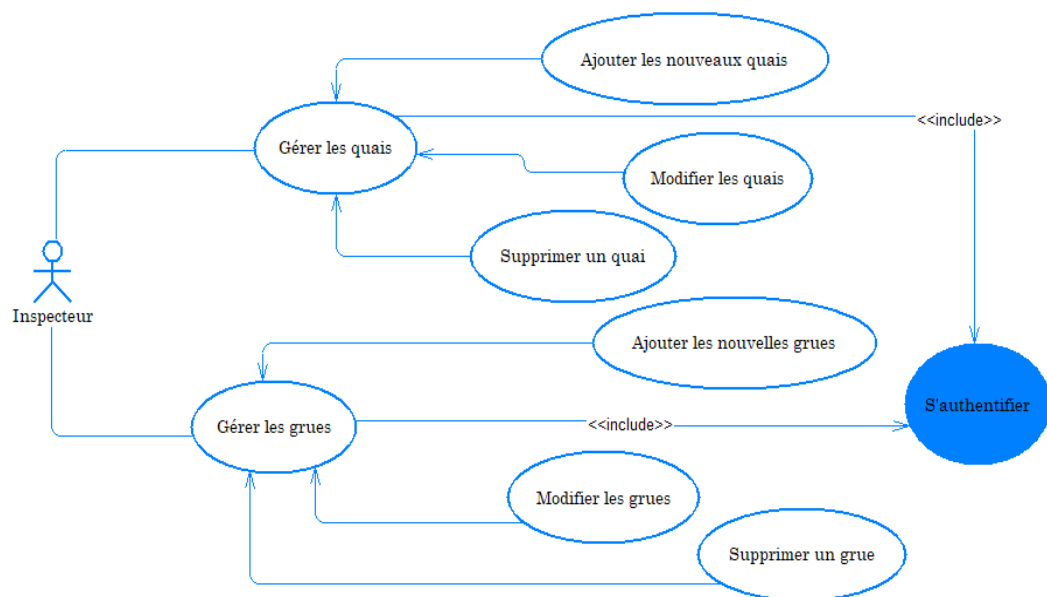 Ajouter les nouveaux quais
<<include>>
Gérer les quais
Modifier les quais
Supprimer un quai
Inspecteur
Ajouter les nouvelles grues
S'authentifier
Gérer les grues
<<include>>
Modifier les grues
Supprimer un grue